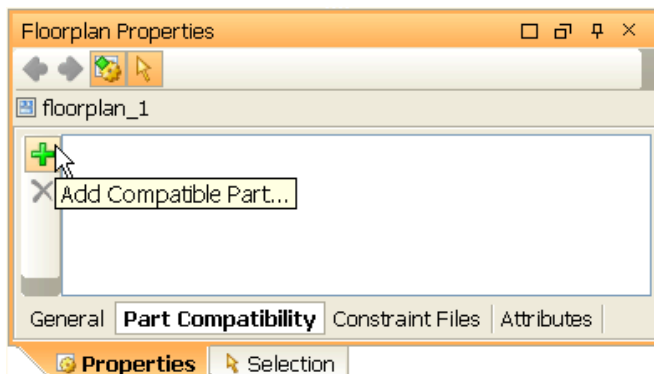 Floorplan Properties
floorplan_1
Add Compatible Part...
General Part Compatibility Constraint Files Attributes
Properties Selection